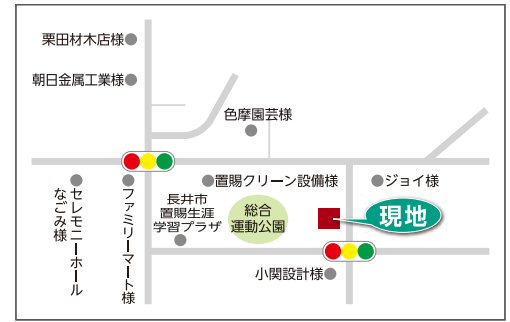 栗田材木店様
朝日金属工業様
色摩園芸様
置賜クリーン設備様
ジョイ様
セレモニーホール
なごみ様
ファミリーマート様
長井市
置賜生涯
学習プラザ
総合
運動公園
現地
小関設計様